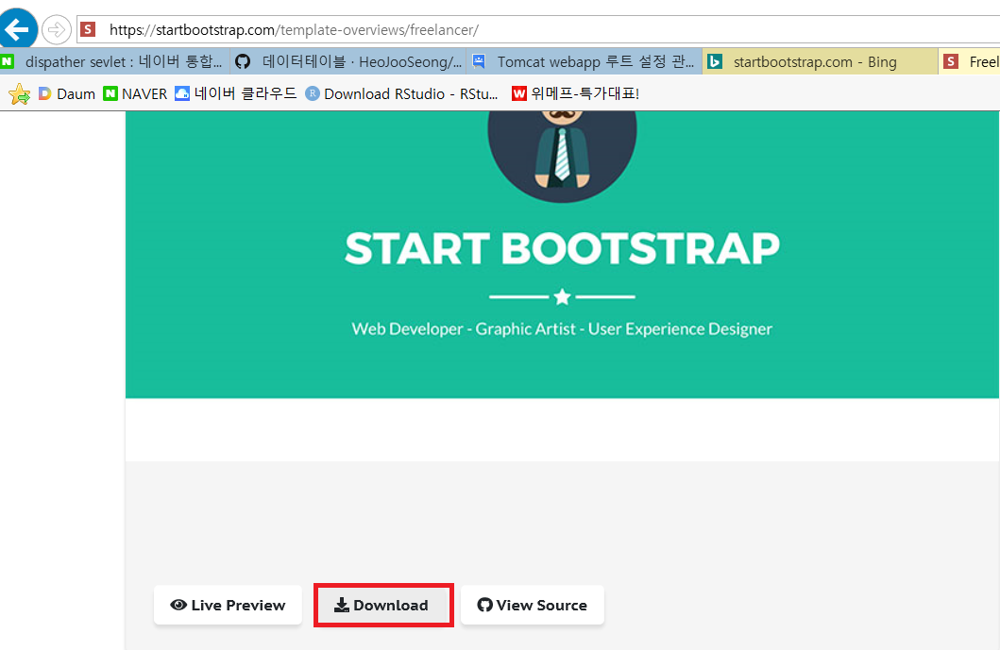 S https://startbootstrap.com/template-overviews/freelancer/
N dispather sevlet : 네이버 통합... 데이터테이블 · HeoJooSeong/... Tomcat webapp 루트 설정 관... b startbootstrap.com - Bing S Freel
D Daum N NAVER 네이버 클라우드 R Download RStudio - RStu... W 위메프-특가대표!
START BOOTSTRAP
Web Developer - Graphic Artist - User Experience Designer
Live Preview Download View Source